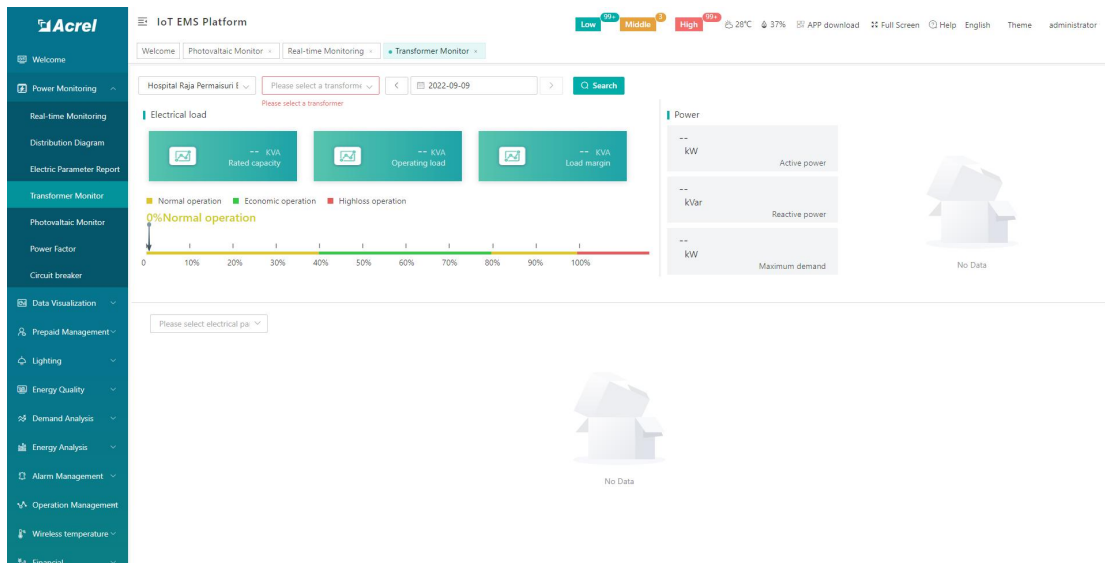 Acrel
IoT EMS Platform
Low 99+ Middle 3 High 99+ 28℃ 37% APP download Full Screen Help English Theme administrator
Welcome Photovaltaic Monitor × Real-time Monitoring × Transformer Monitor ×
Welcome
Power Monitoring
Real-time Monitoring
Distribution Diagram
Electric Parameter Report
Transformer Monitor
Photovaltaic Monitor
Power Factor
Circuit breaker
Data Visualization
Prepaid Management
Lighting
Energy Quality
Demand Analysis
Energy Analysis
Alarm Management
Operation Management
Wireless temperature
Financial
Hospital Raja Permaisuri Please select a transforme < 2022-09-09 > Search
Please select a transformer
Electrical load
-- KVA
Rated capacity
-- KVA
Operating load
-- KVA
Load margin
Normal operation Economic operation Highloss operation
0%Normal operation
0 10% 20% 30% 40% 50% 60% 70% 80% 90% 100%
Power
--
kW
Active power
--
kVar
Reactive power
--
kW
Maximum demand
No Data
Please select electrical pa
No Data